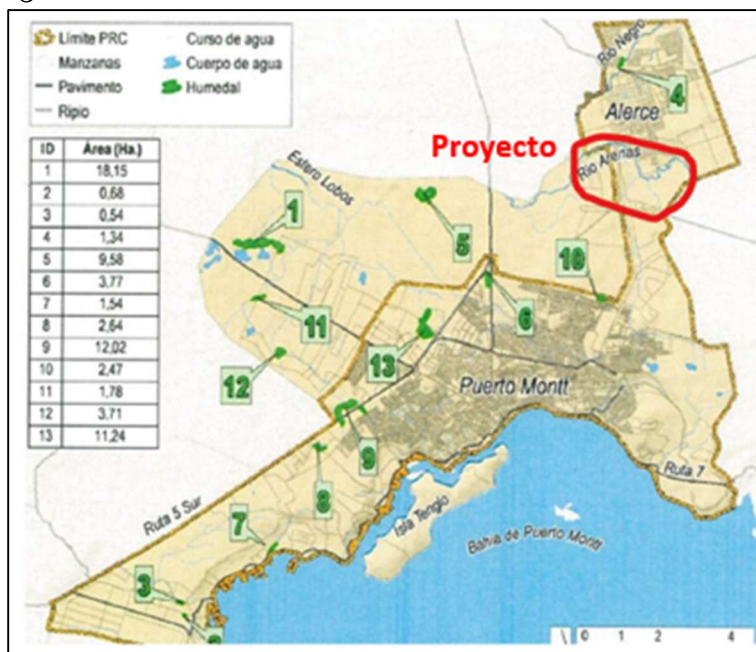 Límite PRC
Curso de agua
Manzanas
Cuerpo de agua
Pavimento
Humedal
Ripio
ID Área (Ha.)
1 18,15
2 0,68
3 0,54
4 1,34
5 9,58
6 3,77
7 1,54
8 2,64
9 12,02
10 2,47
11 1,78
12 3,71
13 11,24
Río Negro
4
Alerce
Proyecto
Río Arenas
Estero Lobos
1
5
10
11
6
13
12
Puerto Montt
9
8
Ruta 7
Ruta 5 Sur
Isla Tenglo
7
Bahía de Puerto Montt
3
0 1 2 4